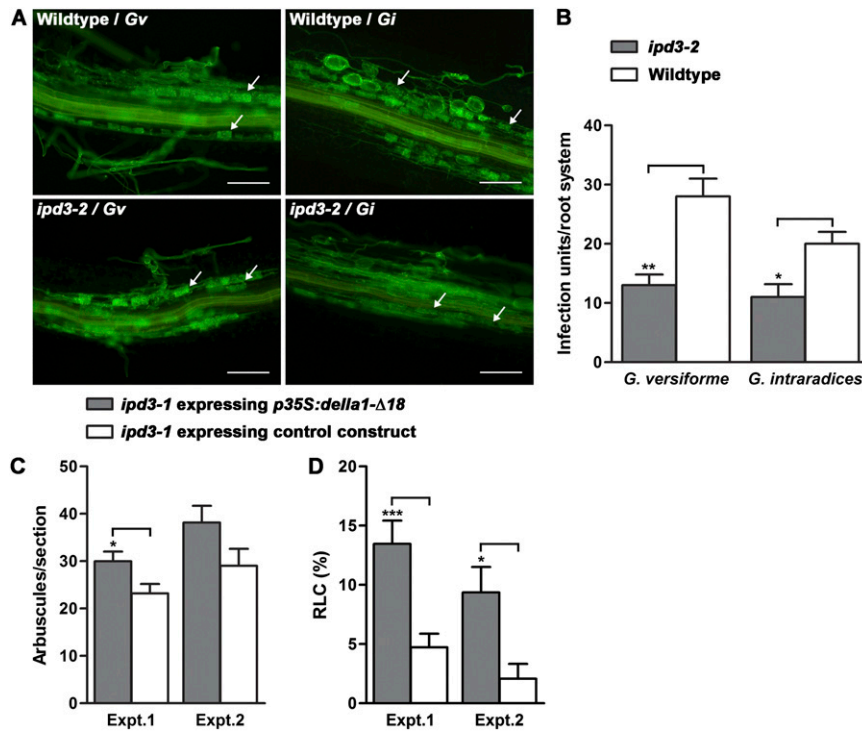 A
Wildtype / Gv
Wildtype / Gi
ipd3-2 / Gv
ipd3-2 / Gi
B
ipd3-2
Wildtype
Infection units/root system
40
30
20
10
0
**
*
G. versiforme
G. intraradices
ipd3-1 expressing p35S:della1-Δ18
ipd3-1 expressing control construct
C
Arbuscules/section
50
40
30
20
10
0
*
Expt.1
Expt.2
D
RLC (%)
20
15
10
5
0
***
*
Expt.1
Expt.2